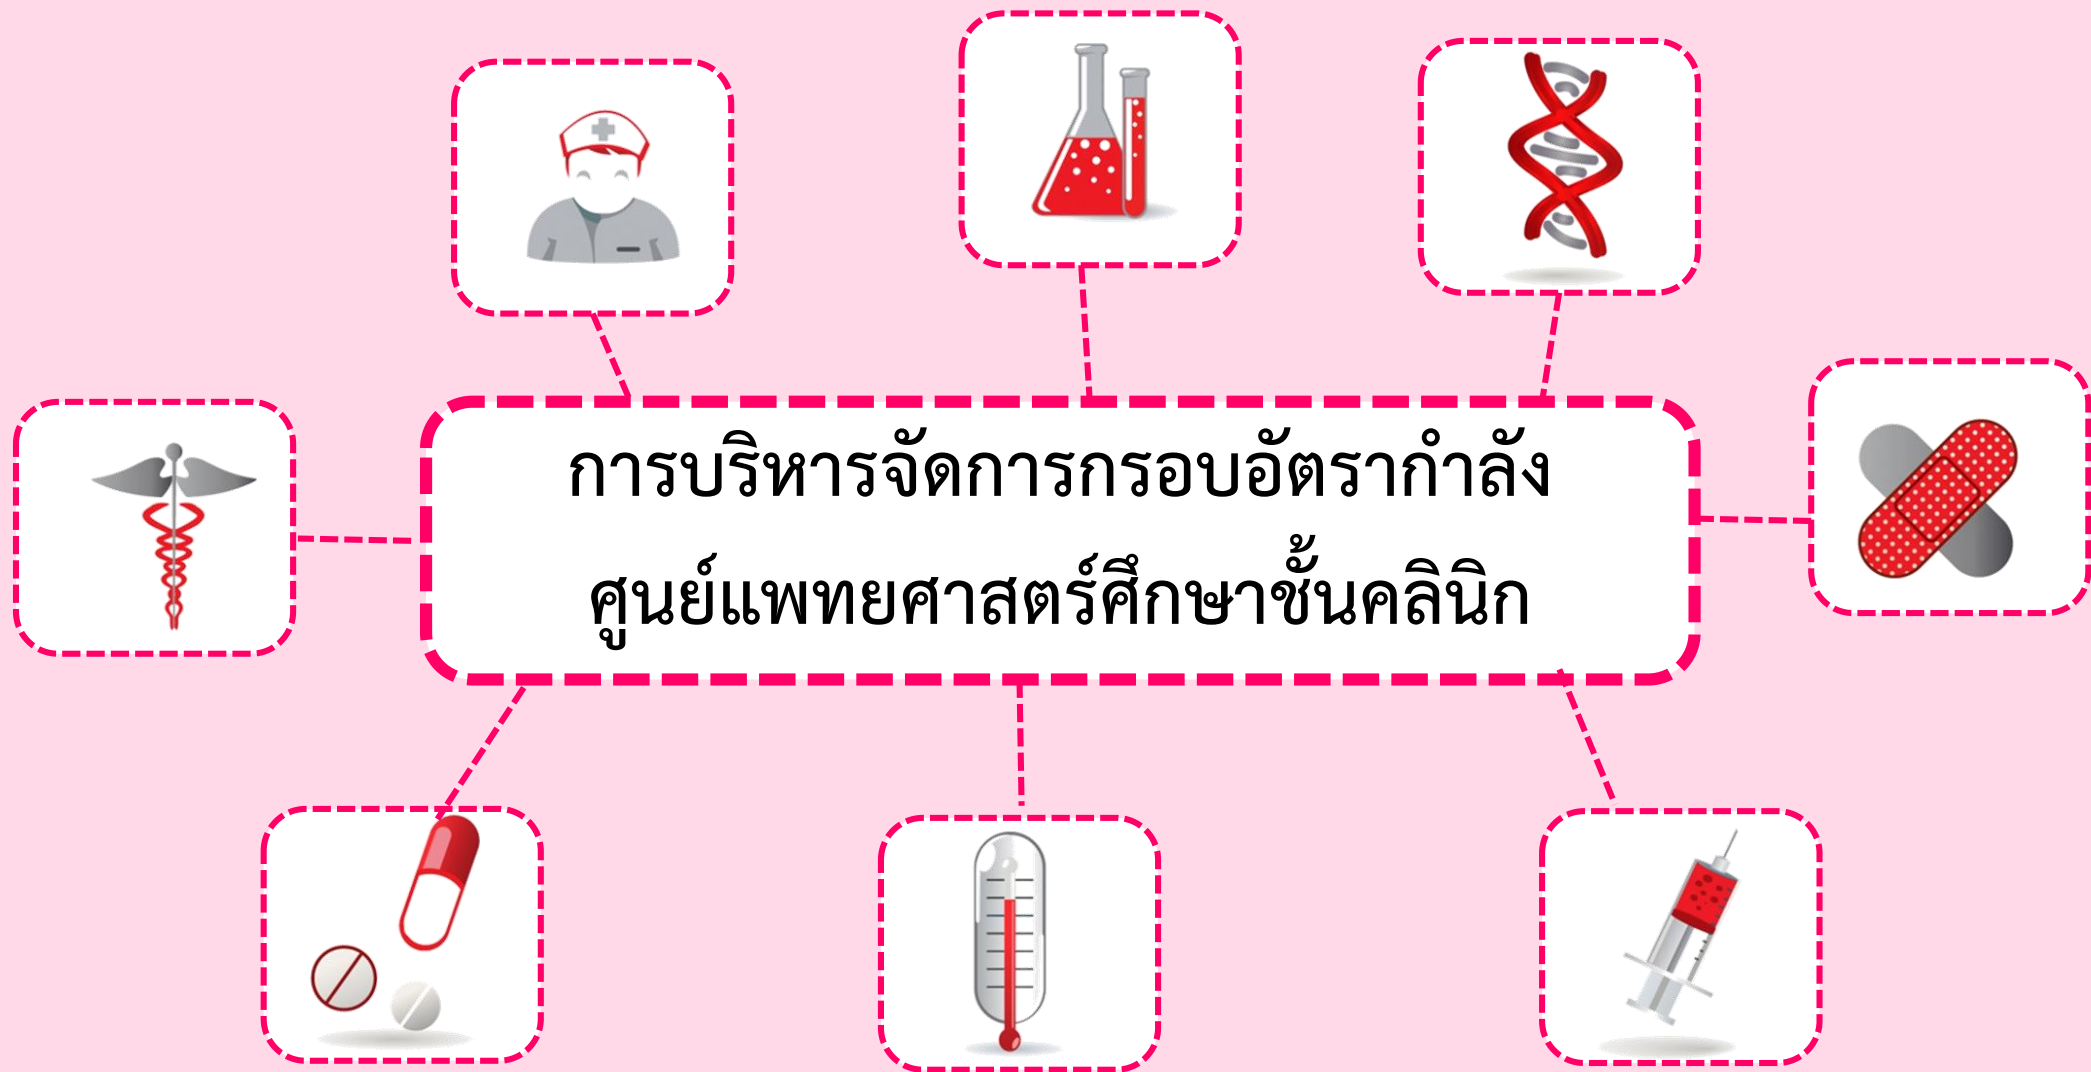 การบริหารจัดการกรอบอัตรากำลัง
ศูนย์แพทยศาสตร์ศึกษาชั้นคลินิก